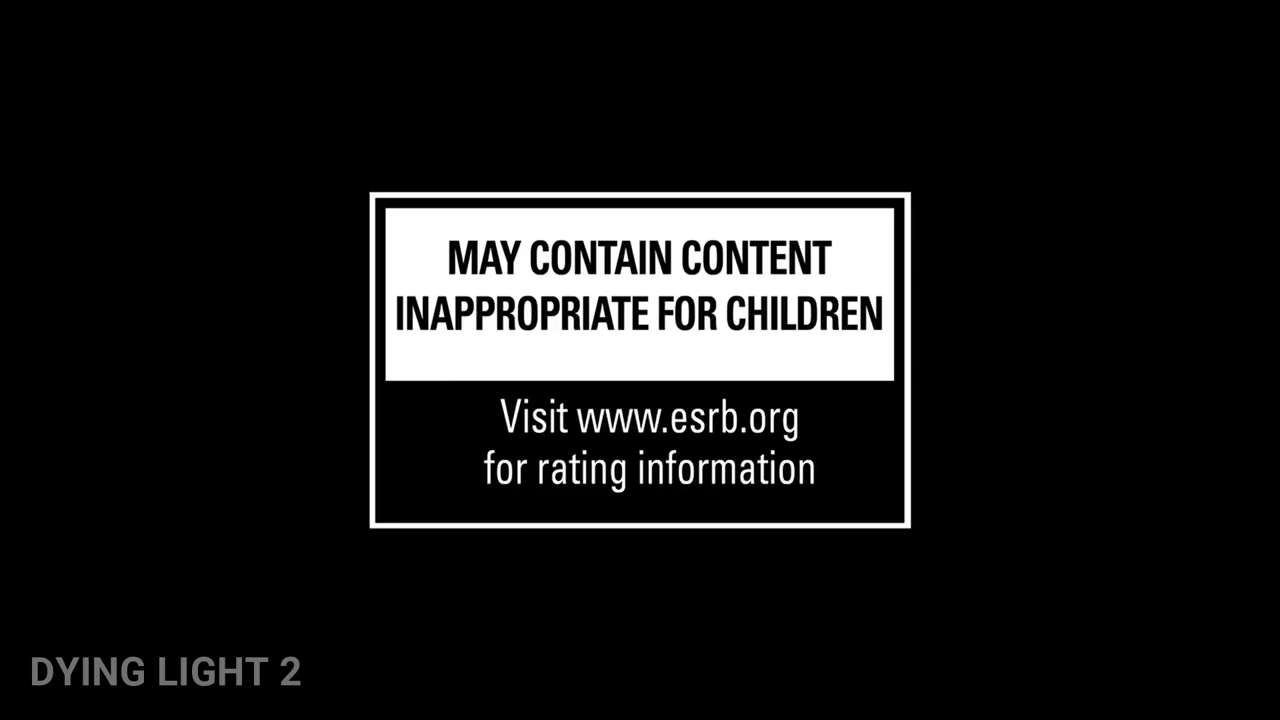 MAY CONTAIN CONTENT
INAPPROPRIATE FOR CHILDREN
Visit www.esrb.org
for rating information
DYING LIGHT 2